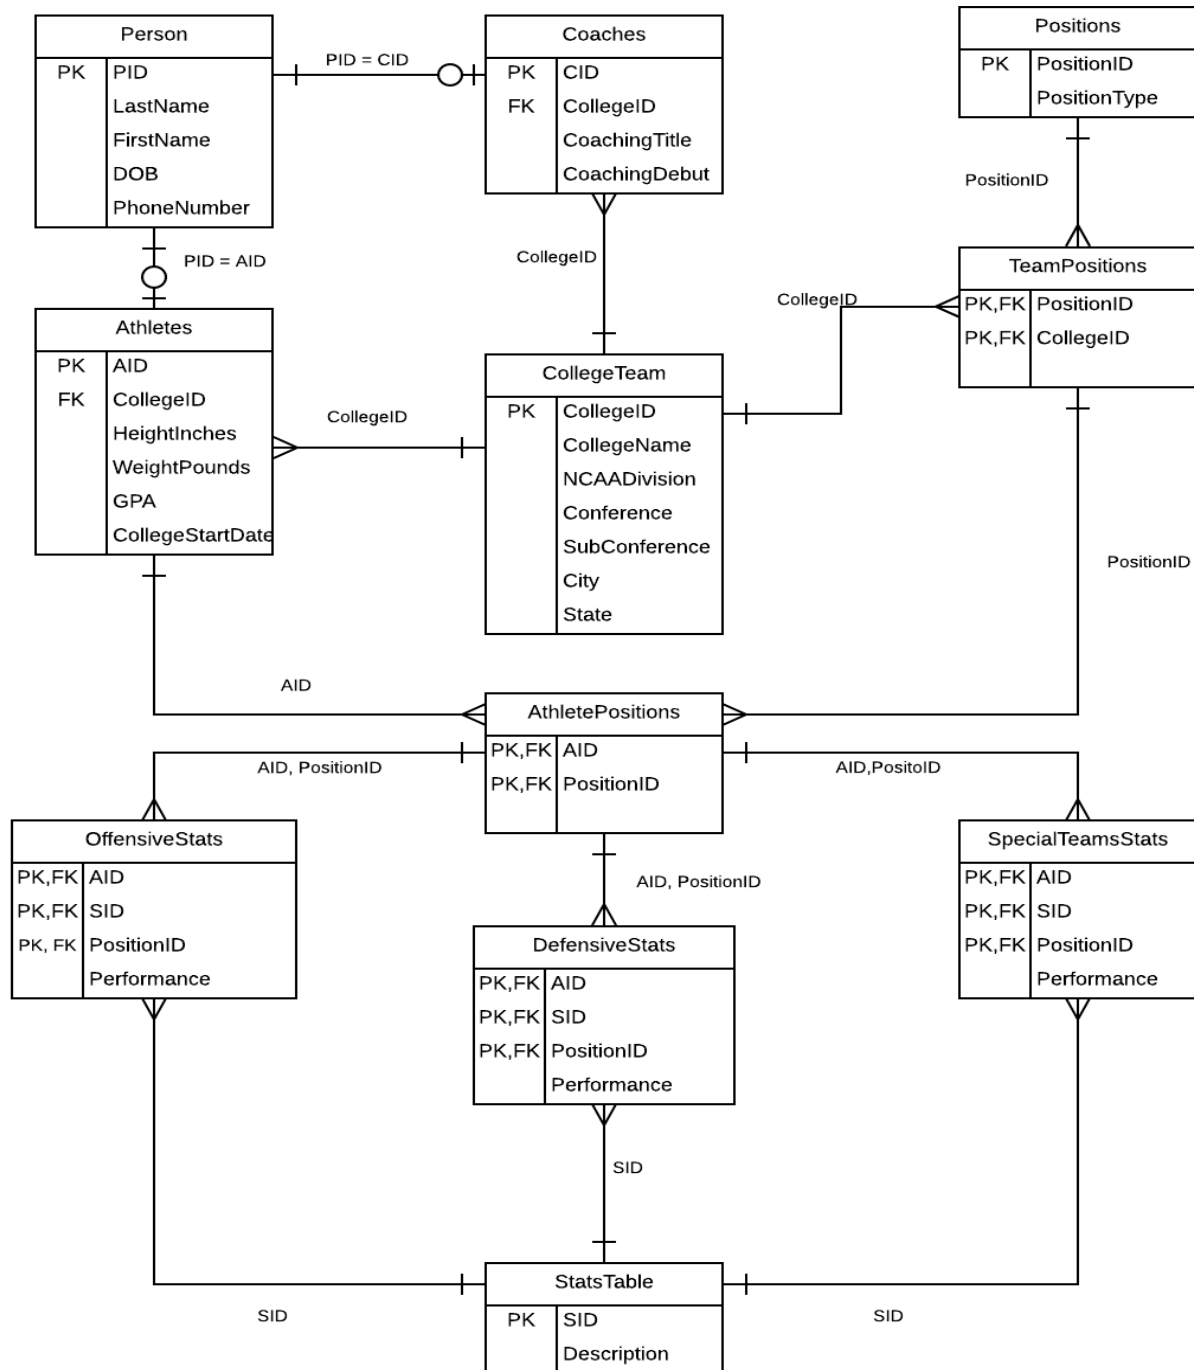 Person
PK PID
LastName
FirstName
DOB
PhoneNumber
PID = CID
Coaches
PK CID
FK CollegeID
CoachingTitle
CoachingDebut
Positions
PK PositionID
PositionType
PID = AID
CollegeID
PositionID
Athletes
PK AID
FK CollegeID
HeightInches
WeightPounds
GPA
CollegeStartDate
CollegeID
CollegeTeam
PK CollegeID
CollegeName
NCAADivision
Conference
SubConference
City
State
CollegeID
TeamPositions
PK,FK PositionID
PK,FK CollegeID
PositionID
AID
AthletePositions
PK,FK AID
PK,FK PositionID
AID, PositionID
AID,PositoID
AID, PositionID
OffensiveStats
PK,FK AID
PK,FK SID
PK, FK PositionID
Performance
DefensiveStats
PK,FK AID
PK,FK SID
PK,FK PositionID
Performance
SpecialTeamsStats
PK,FK AID
PK,FK SID
PK,FK PositionID
Performance
SID
SID
SID
StatsTable
PK SID
Description